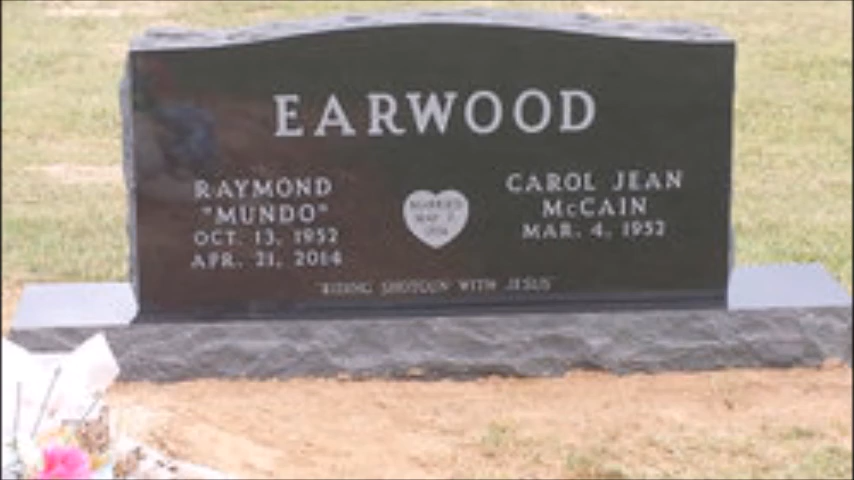 EARWOOD
RAYMOND
"MUNDO"
OCT. 13, 1952
APR. 21, 2014
MARRIED
MAY
CAROL JEAN
McCAIN
MAR. 4, 1952
"RIDING SHOTGUN WITH JESUS"